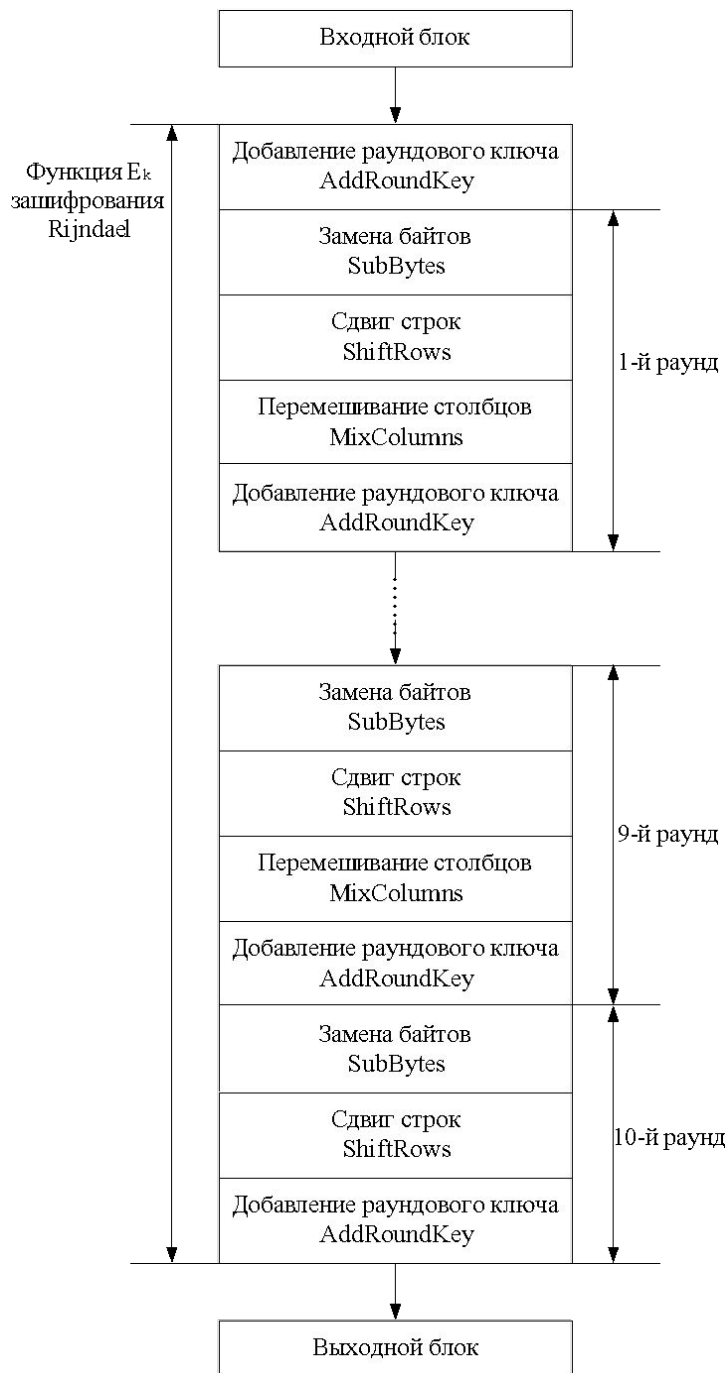 Входной блок
Функция Eₖ
зашифрования
Rijndael
Добавление раундового ключа
AddRoundKey
Замена байтов
SubBytes
Сдвиг строк
ShiftRows
Перемешивание столбцов
MixColumns
Добавление раундового ключа
AddRoundKey
1-й раунд
Замена байтов
SubBytes
Сдвиг строк
ShiftRows
Перемешивание столбцов
MixColumns
Добавление раундового ключа
AddRoundKey
9-й раунд
Замена байтов
SubBytes
Сдвиг строк
ShiftRows
Добавление раундового ключа
AddRoundKey
10-й раунд
Выходной блок